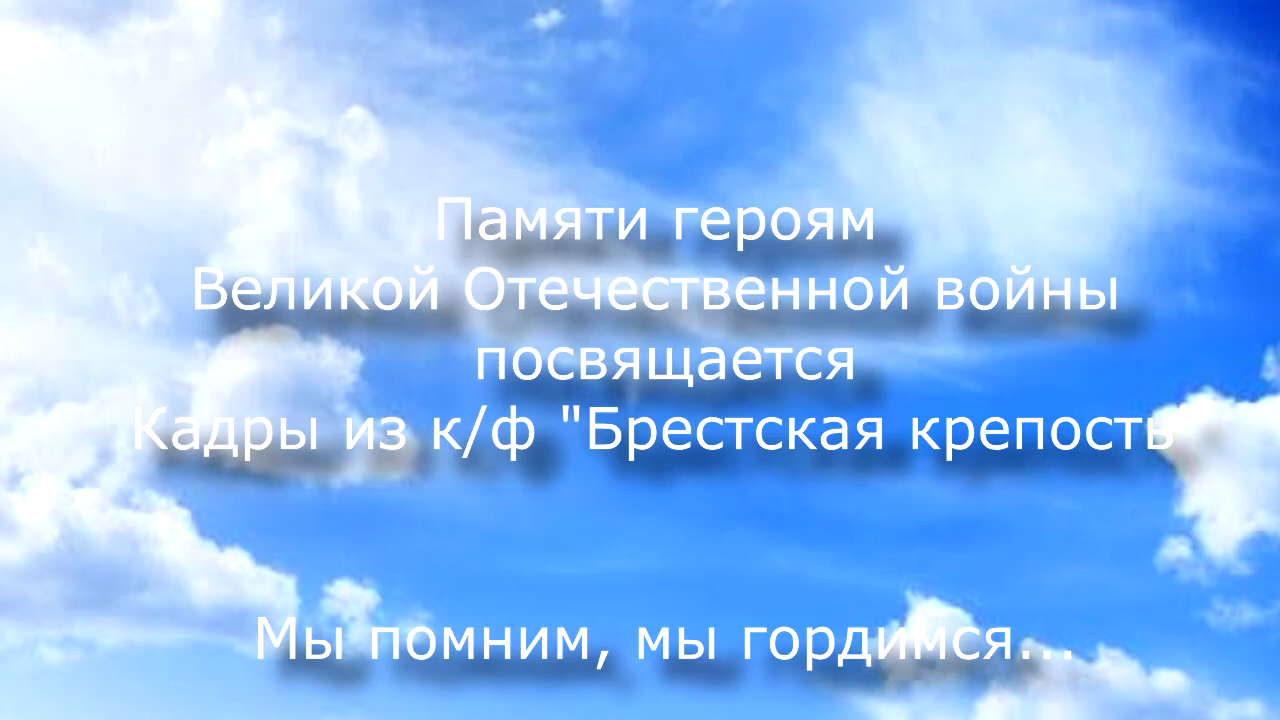 Памяти героям
Великой Отечественной войны
посвящается
Кадры из к/ф "Брестская крепость"
Мы помним, мы гордимся...